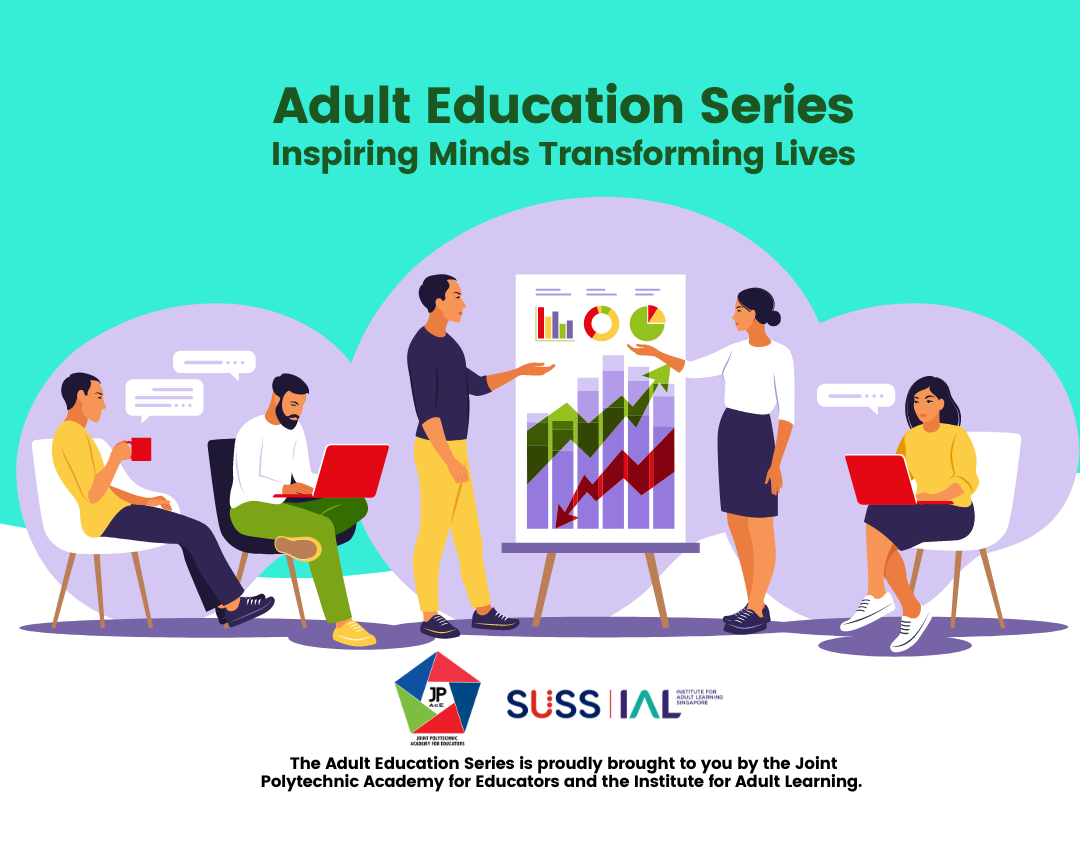 Adult Education Series
Inspiring Minds Transforming Lives
JP
AcE
JOINT POLYTECHNIC
ACADEMY FOR EDUCATORS
SUSS
IAL
INSTITUTE FOR
ADULT LEARNING
SINGAPORE
The Adult Education Series is proudly brought to you by the Joint
Polytechnic Academy for Educators and the Institute for Adult Learning.